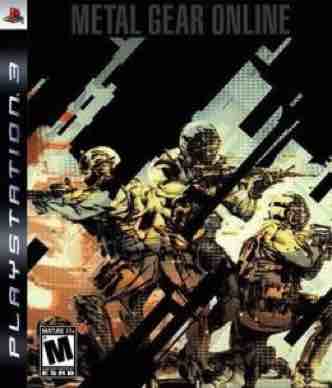 METAL GEAR ONLINE
PLAYSTATION 3
MATURE 17+
M
ESRB